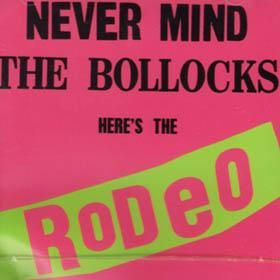 NEVER MIND
THE BOLLOCKS
HERE'S THE
RoDeO